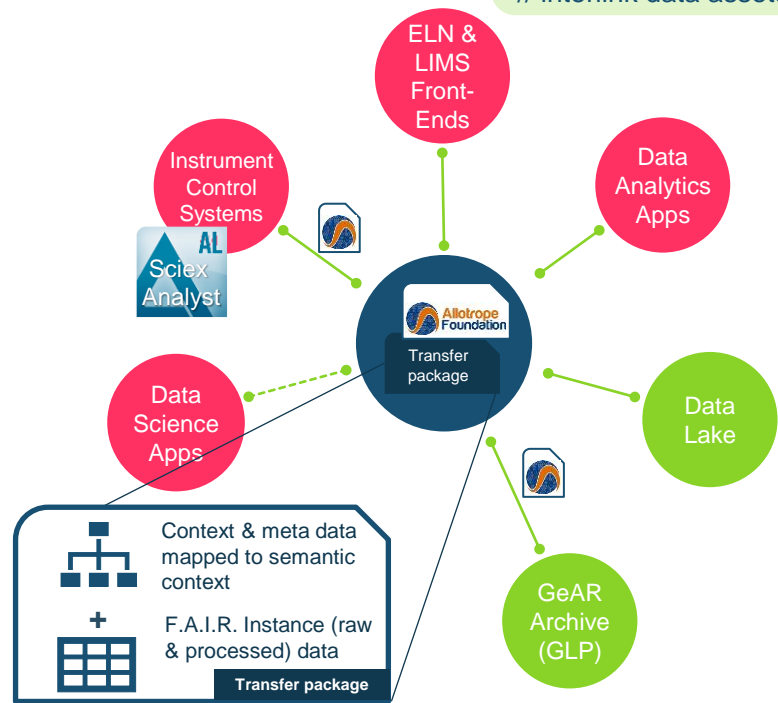 ELN &
LIMS
Front-
Ends
Instrument
Control
Systems
AL
Sciex
Analyst
Data
Analytics
Apps
Allotrope
Foundation
Transfer
package
Data
Science
Apps
Data
Lake
GeAR
Archive
(GLP)
Context & meta data
mapped to semantic
context
+
F.A.I.R. Instance (raw
& processed) data
Transfer package